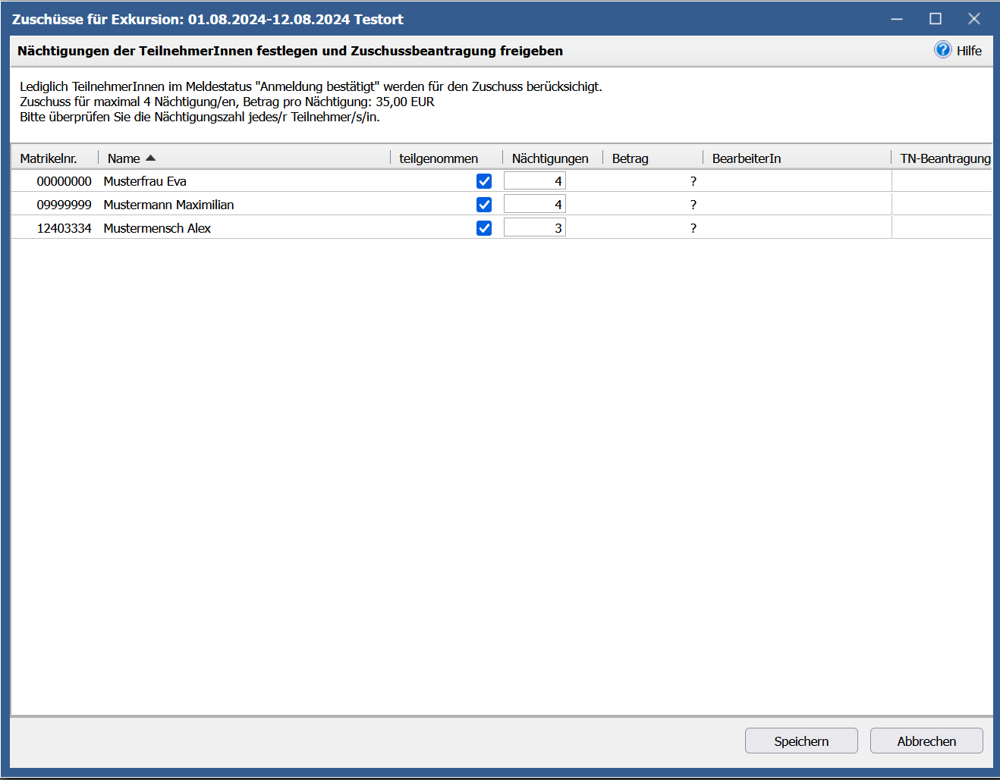 Zuschüsse für Exkursion: 01.08.2024-12.08.2024 Testort
Nächtigungen der TeilnehmerInnen festlegen und Zuschussbeantragung freigeben
Hilfe
Lediglich TeilnehmerInnen im Meldestatus "Anmeldung bestätigt" werden für den Zuschuss berücksichigt.
Zuschuss für maximal 4 Nächtigung/en, Betrag pro Nächtigung: 35,00 EUR
Bitte überprüfen Sie die Nächtigungszahl jedes/r Teilnehmer/s/in.
Matrikelnr. Name teilgenommen Nächtigungen Betrag BearbeiterIn TN-Beantragung
00000000 Musterfrau Eva 4 ?
09999999 Mustermann Maximilian 4 ?
12403334 Mustermensch Alex 3 ?
Speichern Abbrechen